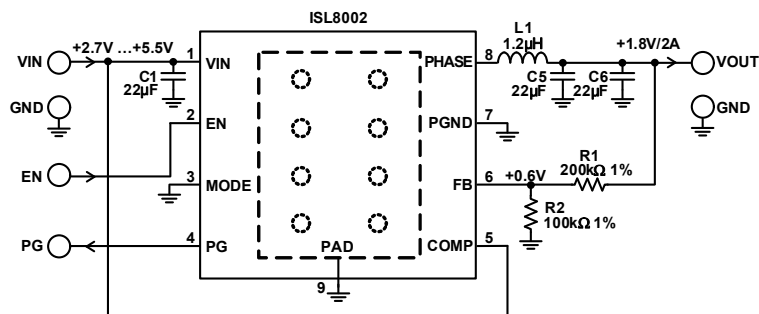 ISL8002
L1
1.2µH
+2.7V ...+5.5V
+1.8V/2A
VIN
1
VIN
PHASE
8
VOUT
C1
22µF
C5
22µF
C6
22µF
GND
2
EN
PGND
7
GND
EN
3
MODE
FB
6
+0.6V
R1
200kΩ 1%
R2
100kΩ 1%
PG
4
PG
PAD
COMP
5
9